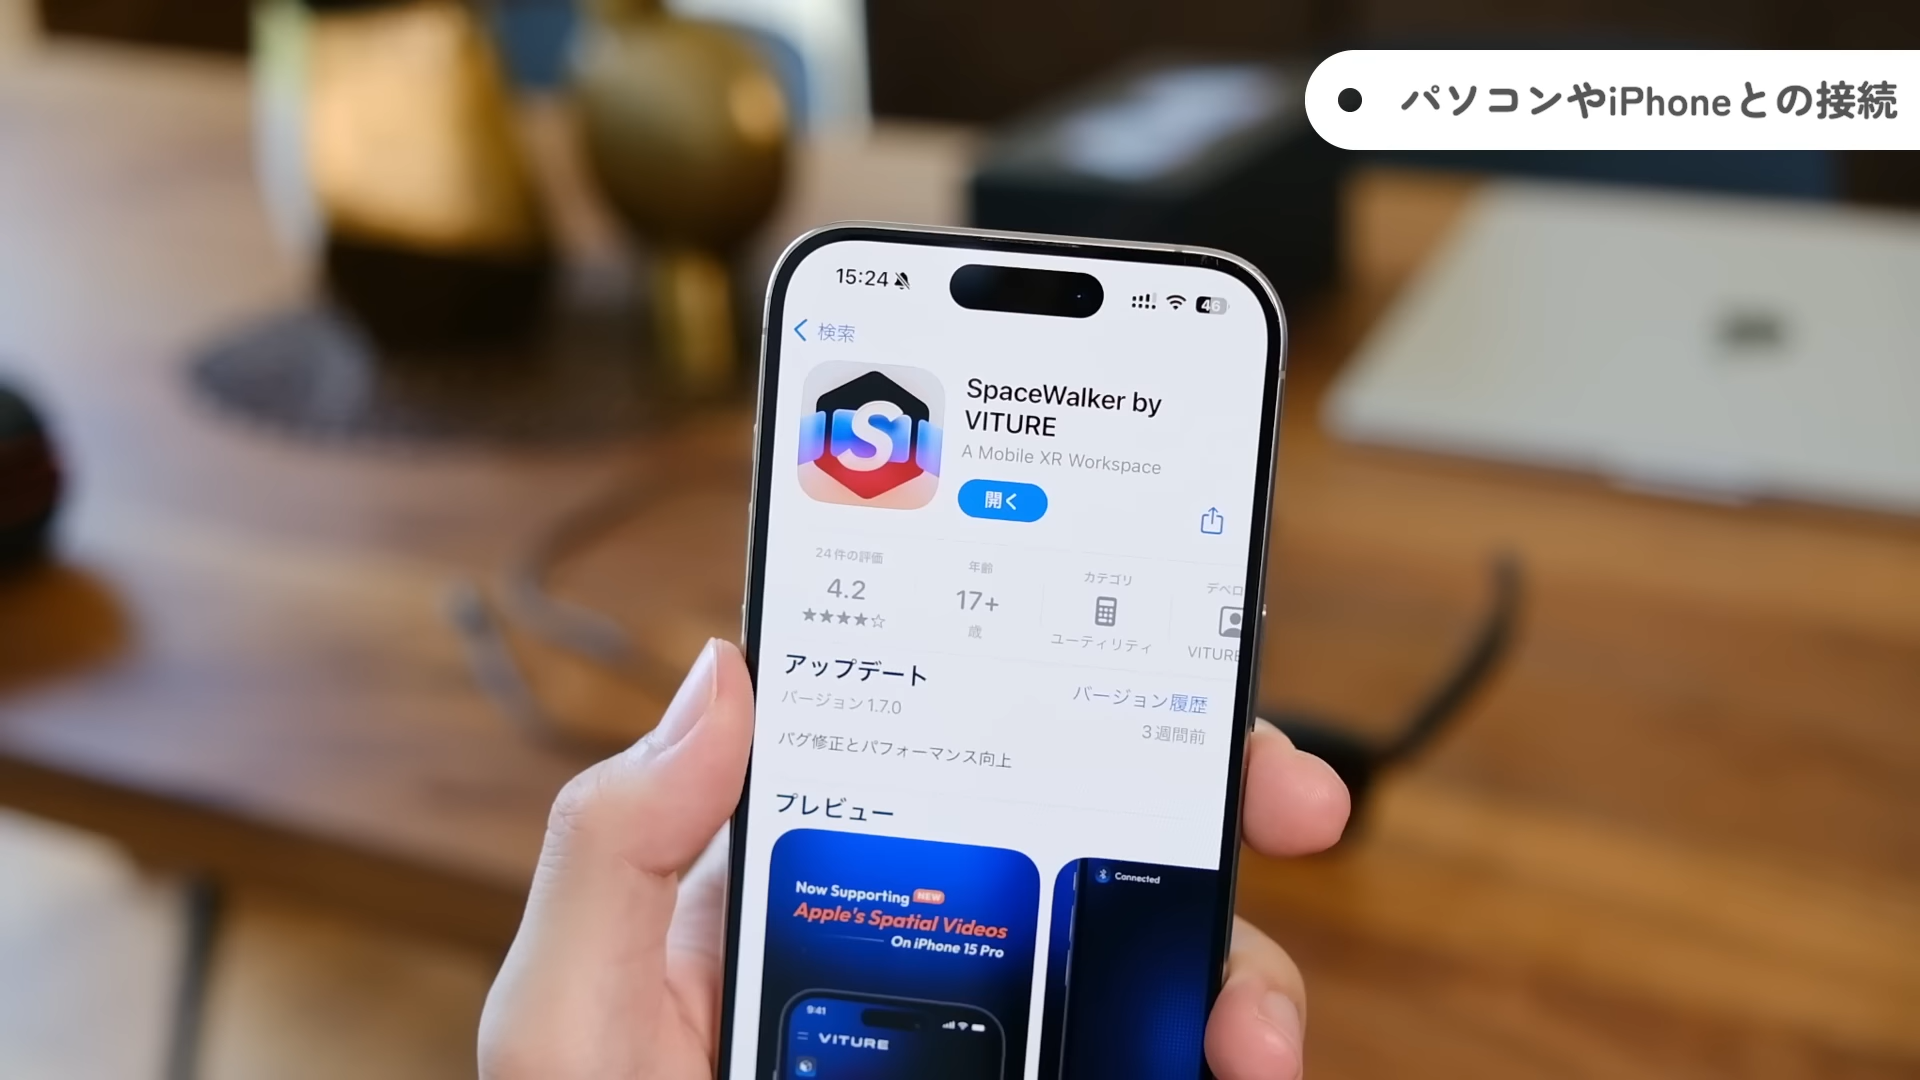 パソコンやiPhoneとの接続
15:24
46
検索
S
SpaceWalker by
VITURE
A Mobile XR Workspace
開く
24件の評価
4.2
★★★★☆
年齢
17+
歳
カテゴリ
ユーティリティ
デベロ
VITURE
アップデート
バージョン履歴
バージョン1.7.0
3週間前
バグ修正とパフォーマンス向上
プレビュー
Now Supporting NEW
Apple's Spatial Videos
On iPhone 15 Pro
9:41
VITURE
Connected